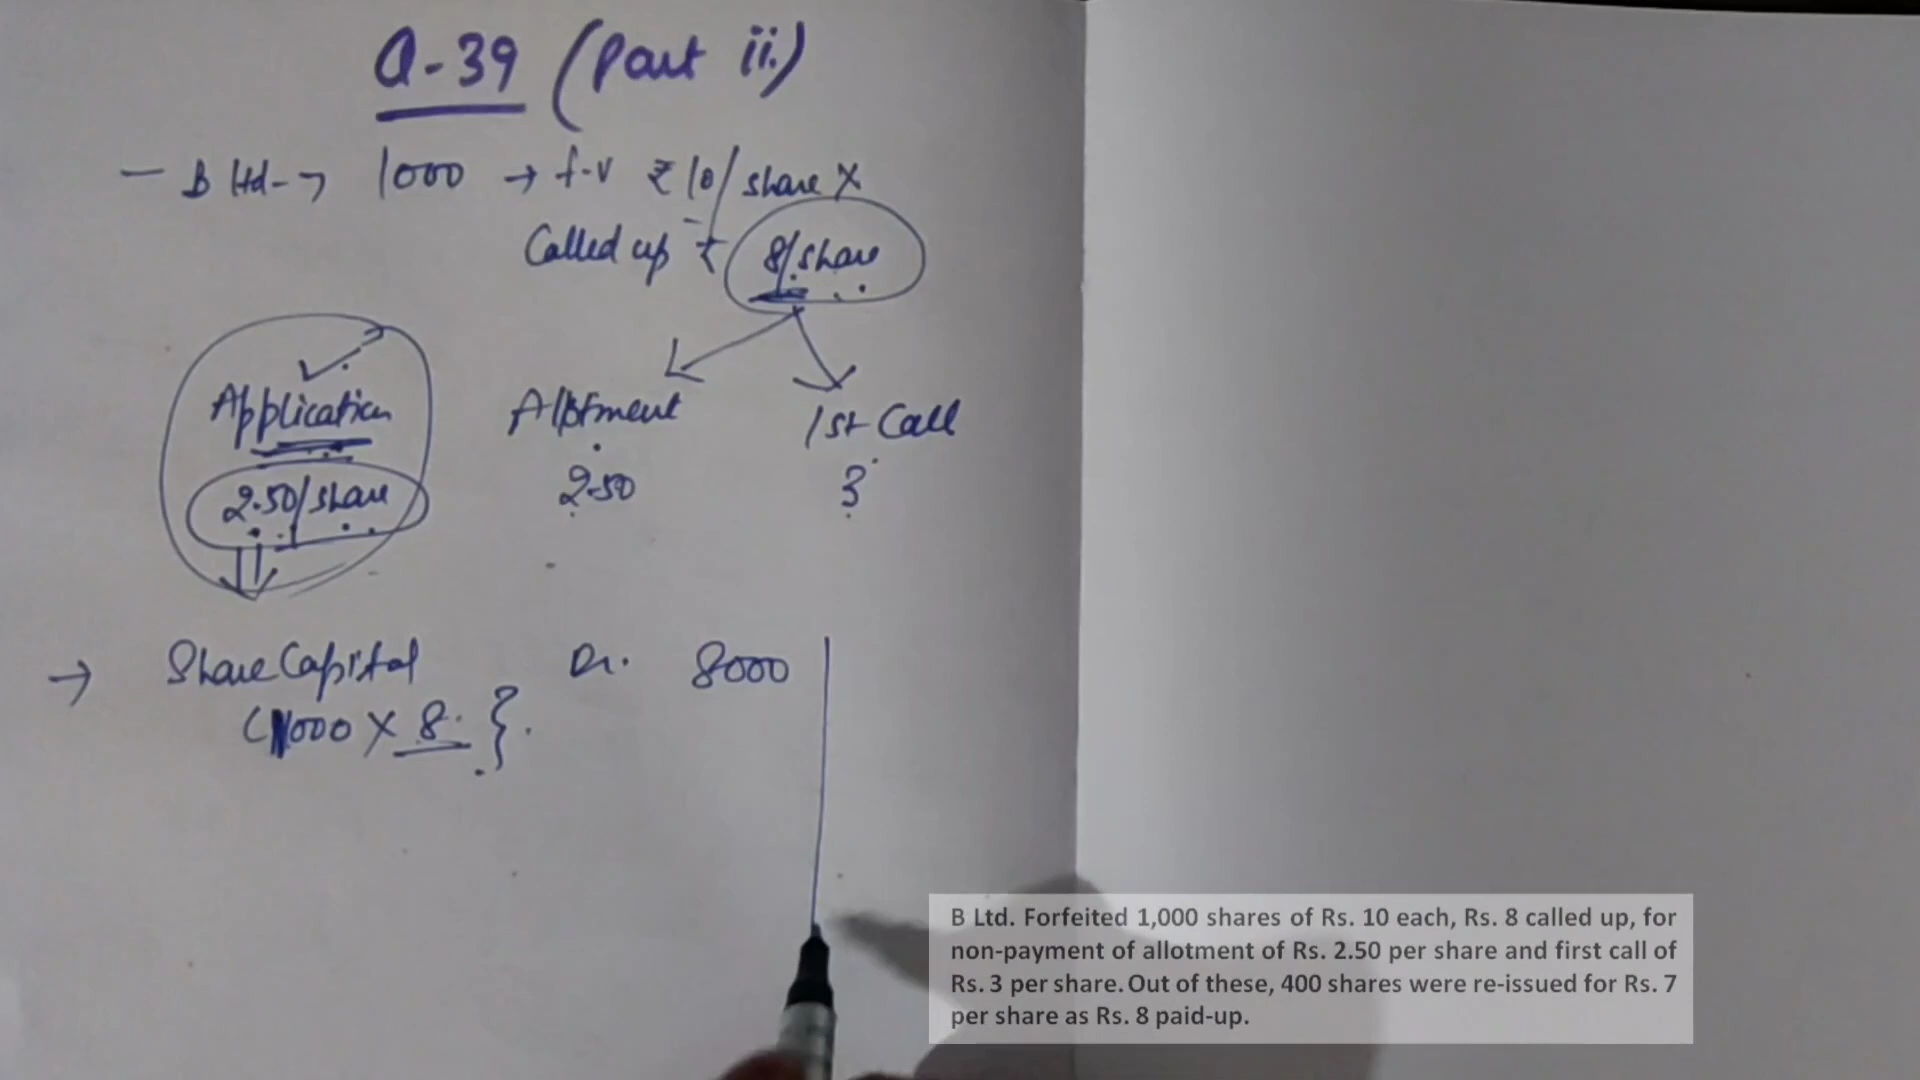 Q-39 (Part ii.)
— B Ltd-→ 1000 → f.v ₹10/share X
Called up ₹ 8/share
Application Allotment 1st Call
2.50/share 2.50 3
→ Share Capital Dr. 8000
(1000 X 8 }.
B Ltd. Forfeited 1,000 shares of Rs. 10 each, Rs. 8 called up, for
non-payment of allotment of Rs. 2.50 per share and first call of
Rs. 3 per share. Out of these, 400 shares were re-issued for Rs. 7
per share as Rs. 8 paid-up.